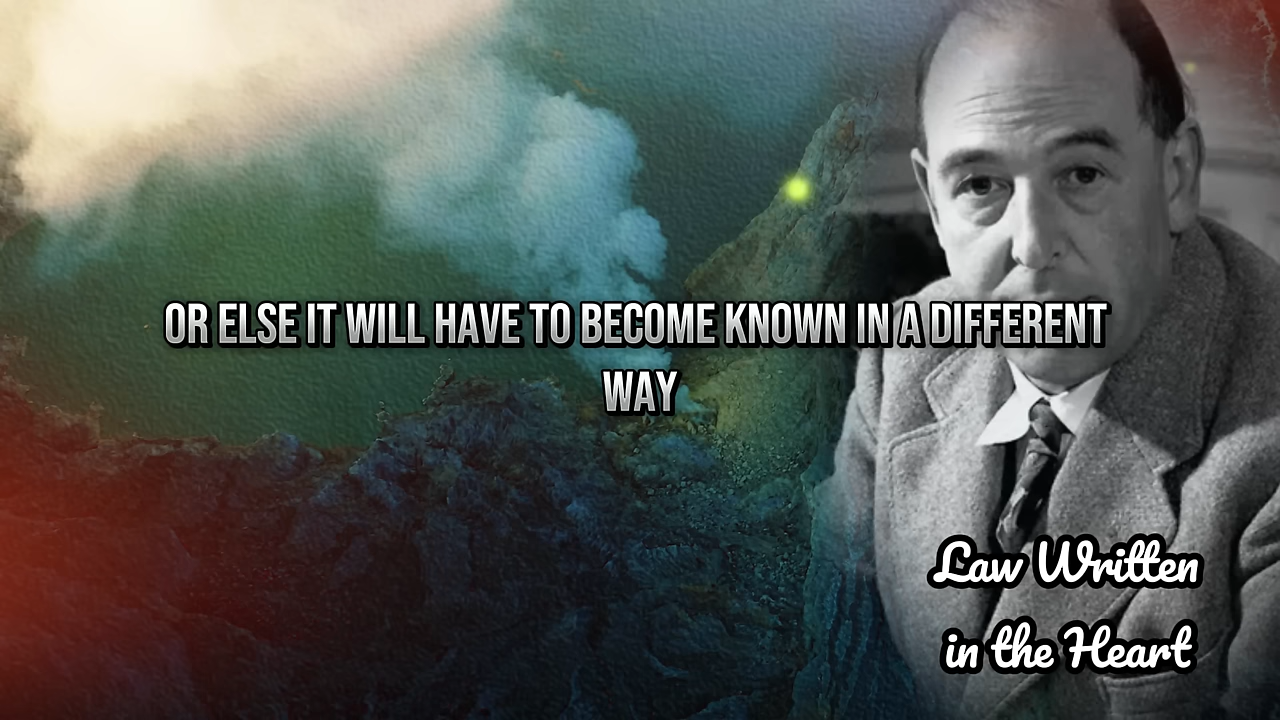 OR ELSE IT WILL HAVE TO BECOME KNOWN IN A DIFFERENT
WAY
Law Written
in the Heart